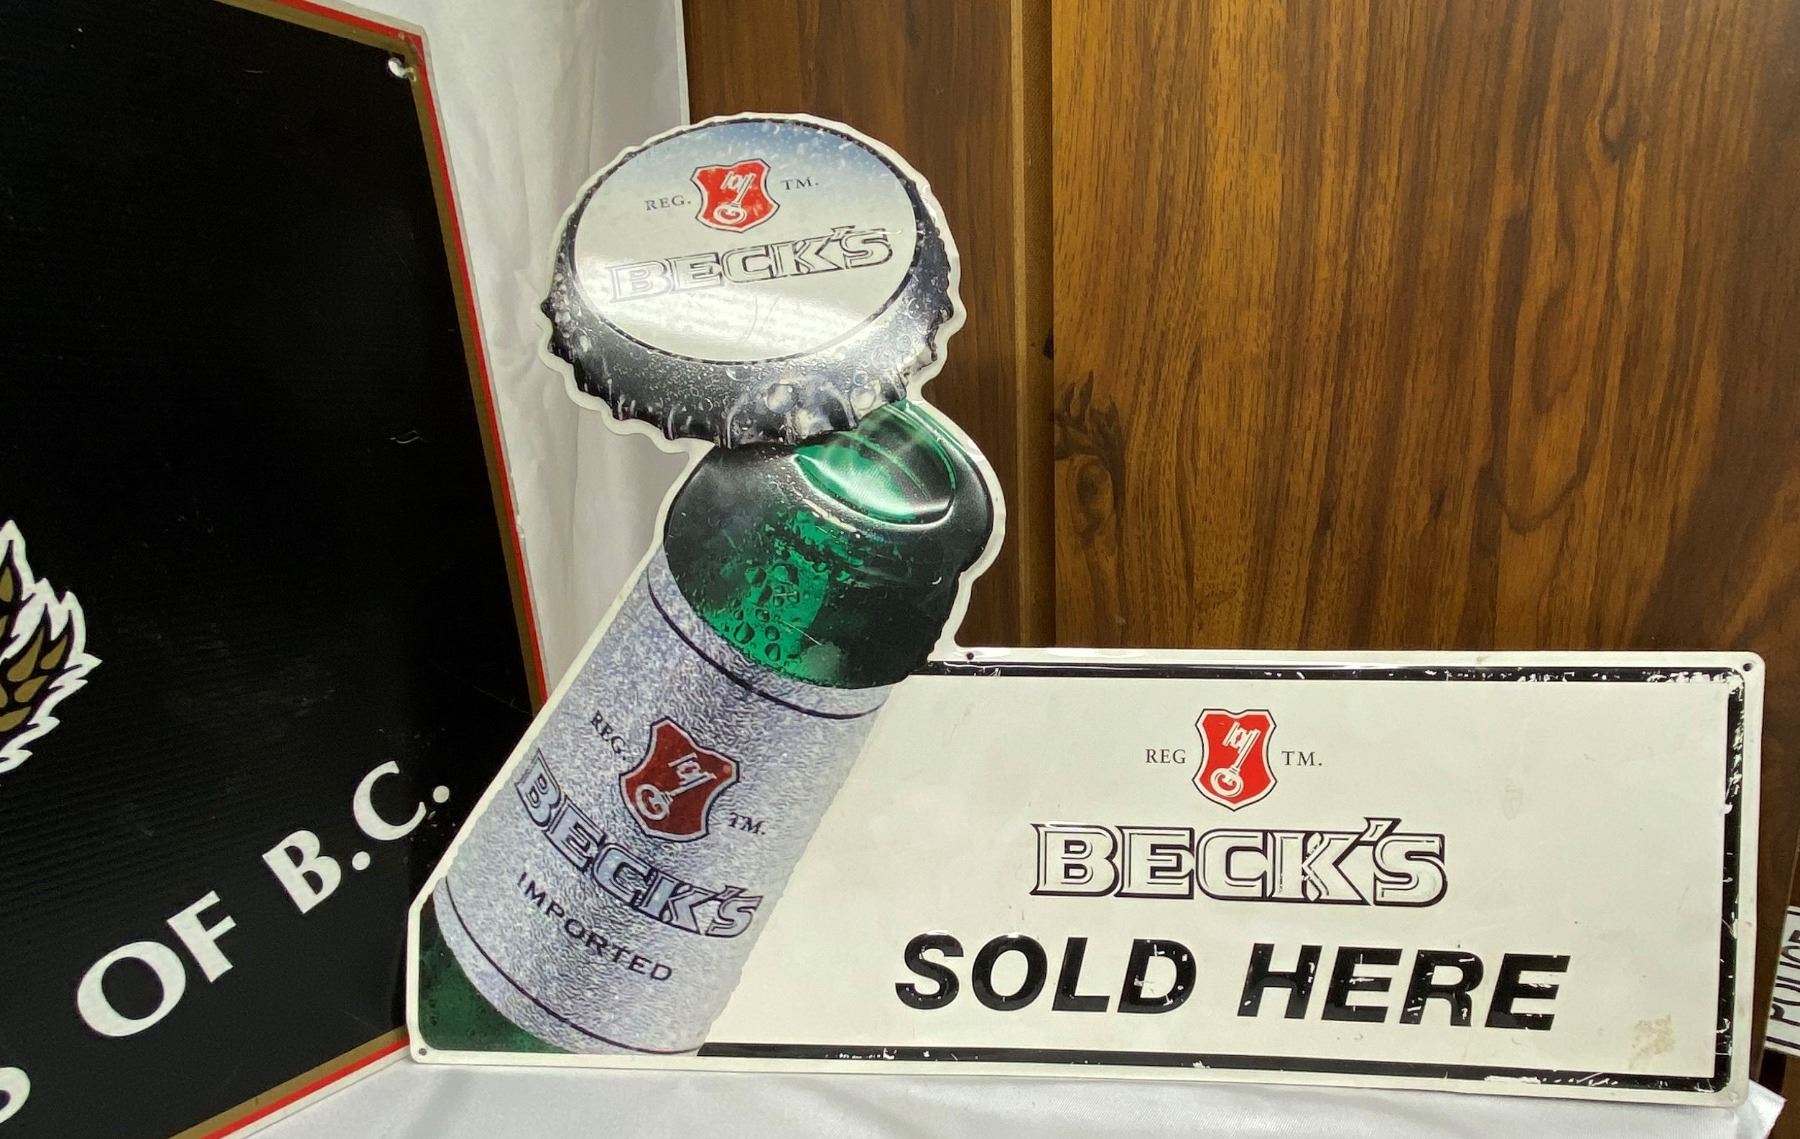 REG. TM.
BECK'S
REG. TM.
BECK'S
IMPORTED
REG TM.
BECK'S
SOLD HERE
OF B.C.